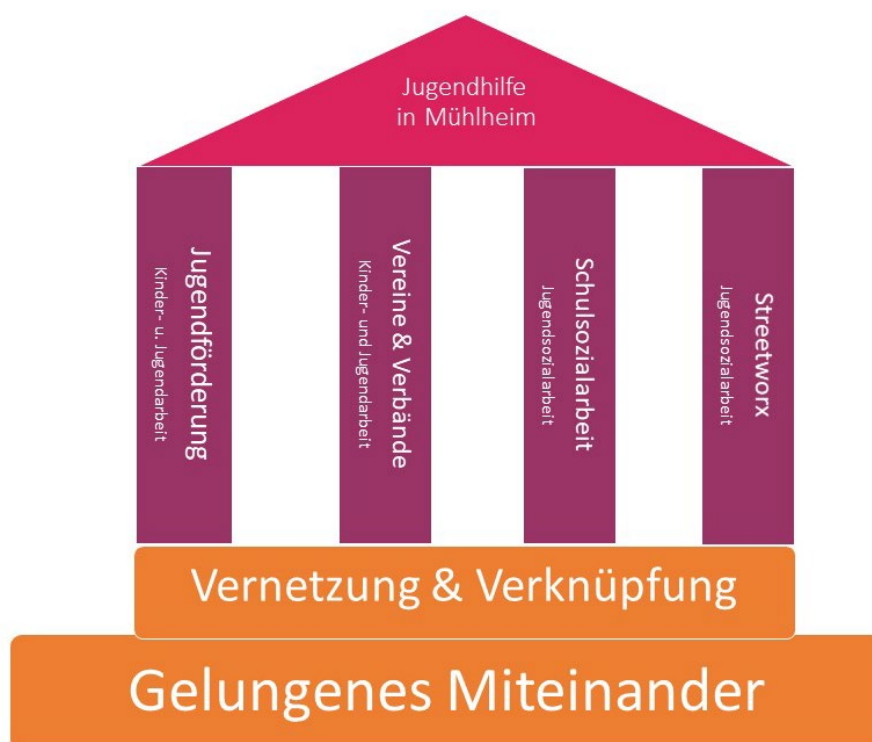 Jugendhilfe
in Mühlheim
Jugendförderung
Kinder- u. Jugendarbeit
Vereine & Verbände
Kinder- und Jugendarbeit
Schulsozialarbeit
Jugendsozialarbeit
Streetworx
Jugendsozialarbeit
Vernetzung & Verknüpfung
Gelungenes Miteinander